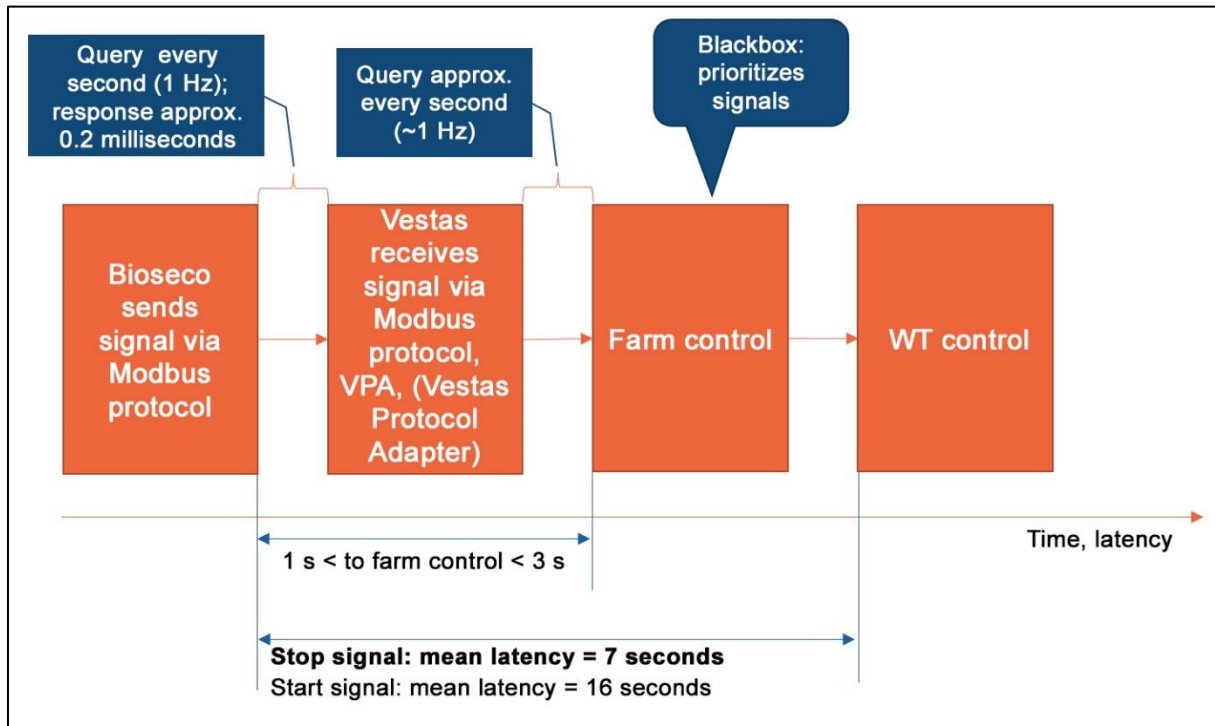 Query every
second (1 Hz);
response approx.
0.2 milliseconds
Query approx.
every second
(~1 Hz)
Blackbox:
prioritizes
signals
Bioseco
sends
signal via
Modbus
protocol
Vestas
receives
signal via
Modbus
protocol,
VPA, (Vestas
Protocol
Adapter)
Farm control
WT control
Time, latency
1 s < to farm control < 3 s
Stop signal: mean latency = 7 seconds
Start signal: mean latency = 16 seconds